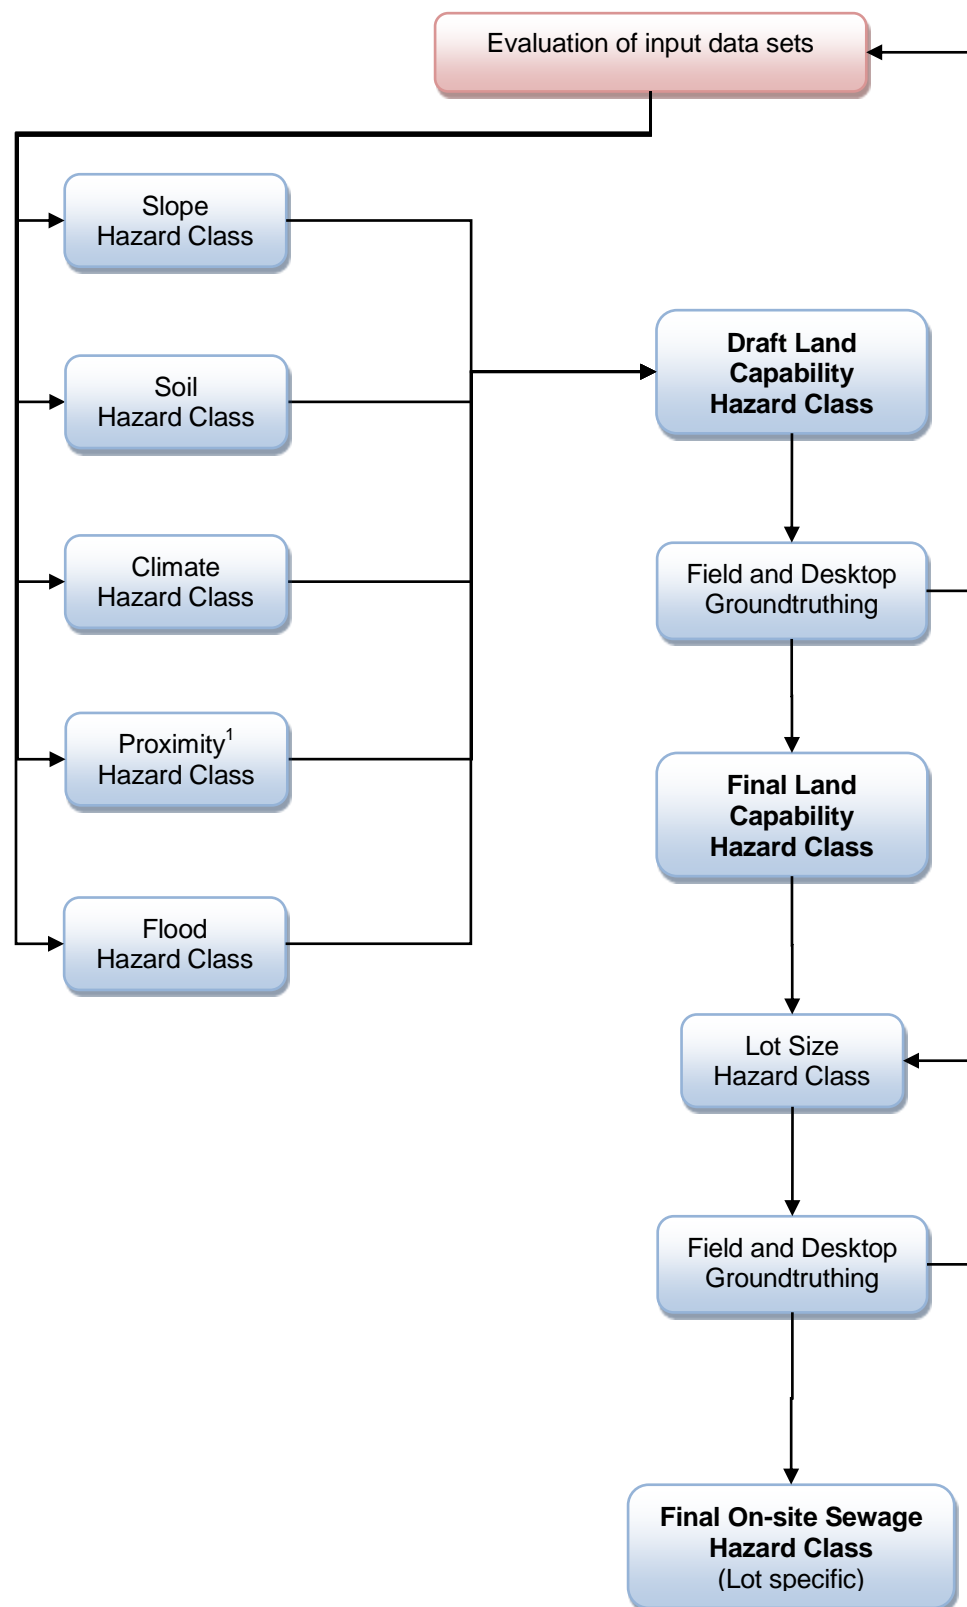 Evaluation of input data sets
Slope
Hazard Class
Soil
Hazard Class
Climate
Hazard Class
Proximity¹
Hazard Class
Flood
Hazard Class
Draft Land
Capability
Hazard Class
Field and Desktop
Groundtruthing
Final Land
Capability
Hazard Class
Lot Size
Hazard Class
Field and Desktop
Groundtruthing
Final On-site Sewage
Hazard Class
(Lot specific)